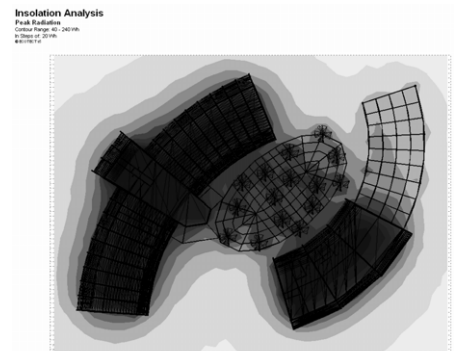 Insolation Analysis
Peak Radiation
Contour Range: 40 - 240 Wh
In Steps of: 20 Wh